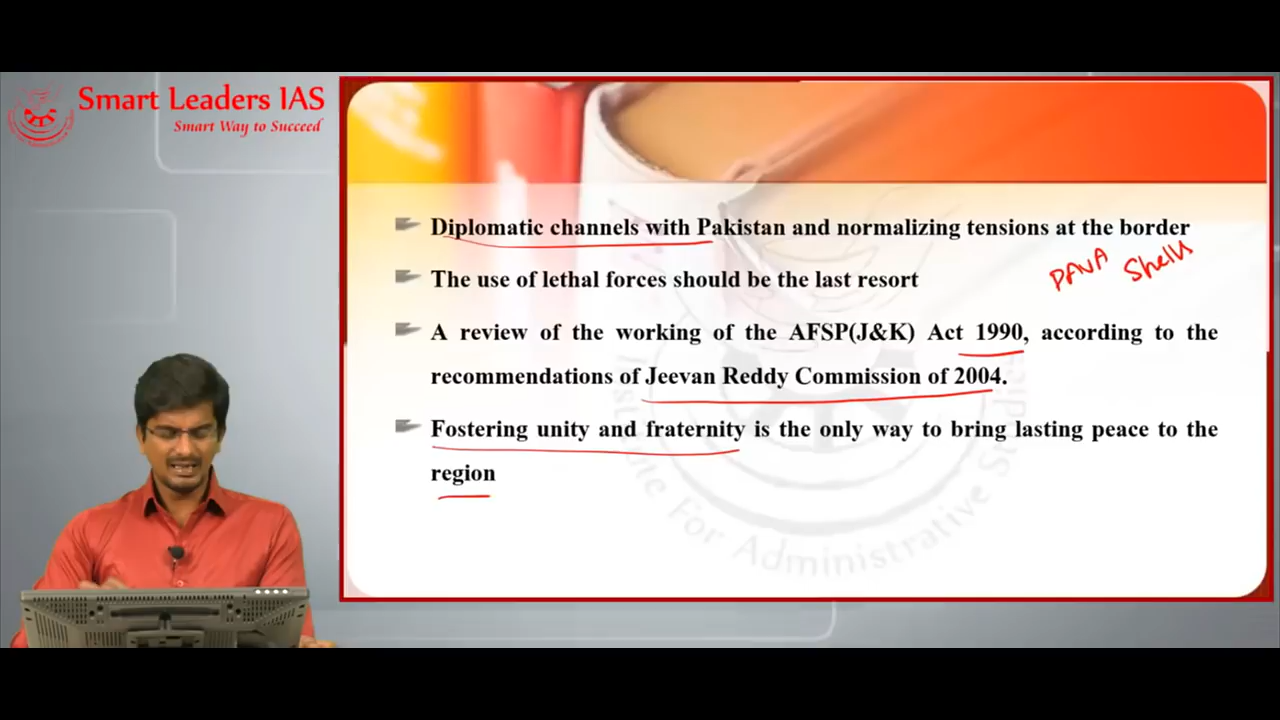 Smart Leaders IAS
Smart Way to Succeed
Diplomatic channels with Pakistan and normalizing tensions at the border
PAVA Shells
The use of lethal forces should be the last resort
A review of the working of the AFSP(J&K) Act 1990, according to the
recommendations of Jeevan Reddy Commission of 2004.
Fostering unity and fraternity is the only way to bring lasting peace to the
region
For Administrative